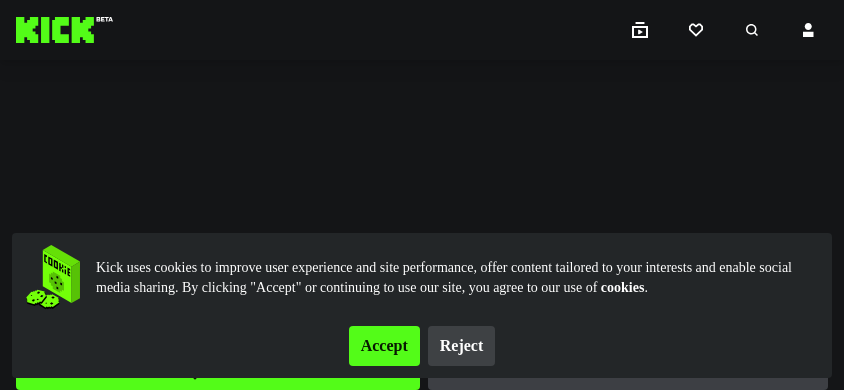 KICK BETA
COOKiE
Kick uses cookies to improve user experience and site performance, offer content tailored to your interests and enable social
media sharing. By clicking "Accept" or continuing to use our site, you agree to our use of cookies.
Accept Reject